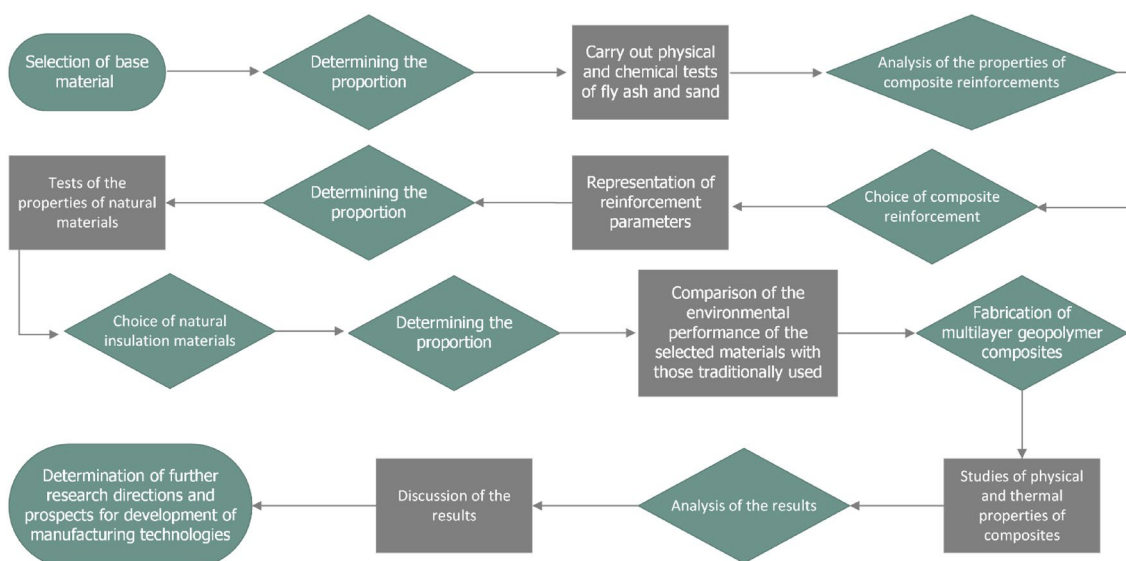 Selection of base
material
Determining the
proportion
Carry out physical
and chemical tests
of fly ash and sand
Analysis of the properties of
composite reinforcements
Tests of the
properties of natural
materials
Determining the
proportion
Representation of
reinforcement
parameters
Choice of composite
reinforcement
Choice of natural
insulation materials
Determining the
proportion
Comparison of the
environmental
performance of the
selected materials with
those traditionally used
Fabrication of
multilayer geopolymer
composites
Determination of further
research directions and
prospects for development of
manufacturing technologies
Discussion of the
results
Analysis of the results
Studies of physical
and thermal
properties of
composites